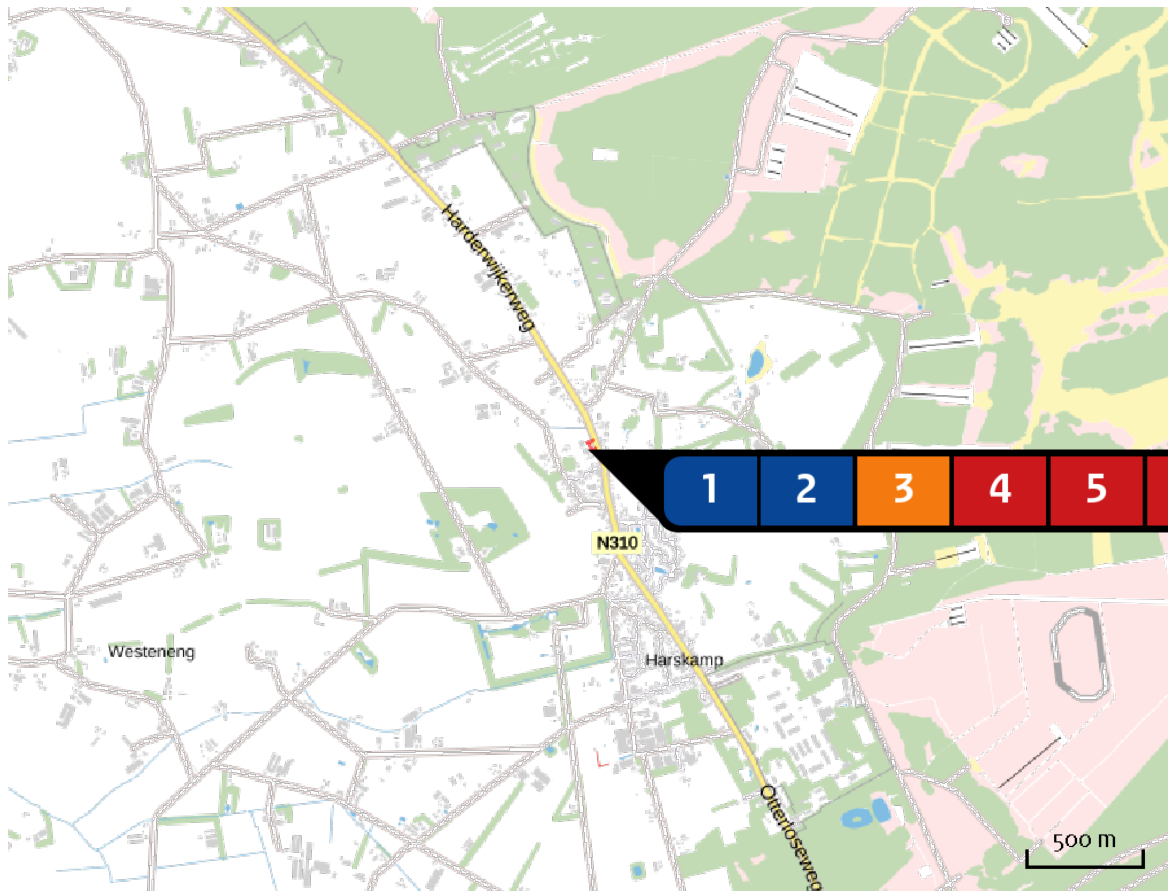 Harderwijkerweg
1 2 3 4 5
N310
Westeneng
Harskamp
Otterloseweg
500 m